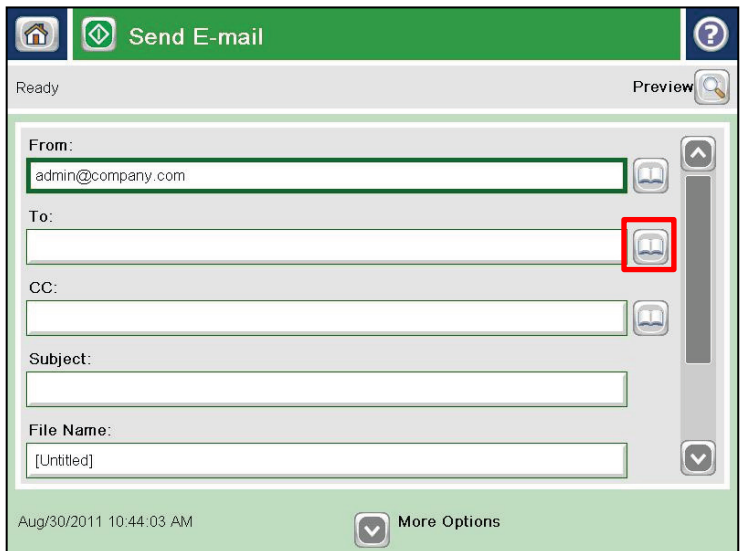 Send E-mail
?
Ready
Preview
From:
admin@company.com
To:
CC:
Subject:
File Name:
[Untitled]
Aug/30/2011 10:44:03 AM
More Options